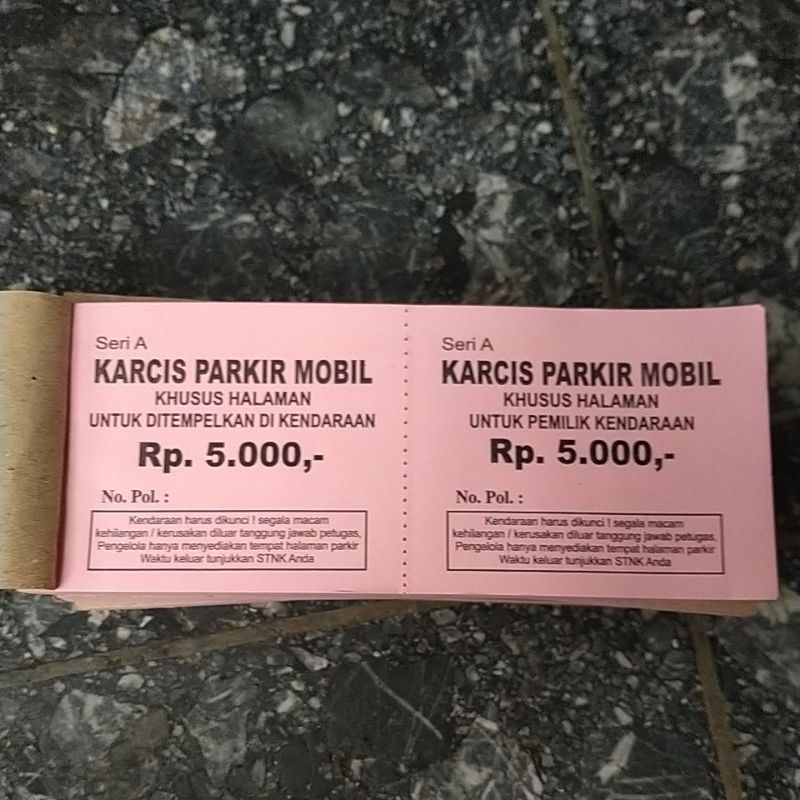 Seri A
KARCIS PARKIR MOBIL
KHUSUS HALAMAN
UNTUK DITEMPELKAN DI KENDARAAN
Rp. 5.000,-
No. Pol. :
Kendaraan harus dikunci ! segala macam
kehilangan / kerusakan diluar tanggung jawab petugas,
Pengelola hanya menyediakan tempat halaman parkir
Waktu keluar tunjukkan STNK Anda
Seri A
KARCIS PARKIR MOBIL
KHUSUS HALAMAN
UNTUK PEMILIK KENDARAAN
Rp. 5.000,-
No. Pol. :
Kendaraan harus dikunci ! segala macam
kehilangan / kerusakan diluar tanggung jawab petugas,
Pengelola hanya menyediakan tempat halaman parkir
Waktu keluar tunjukkan STNK Anda